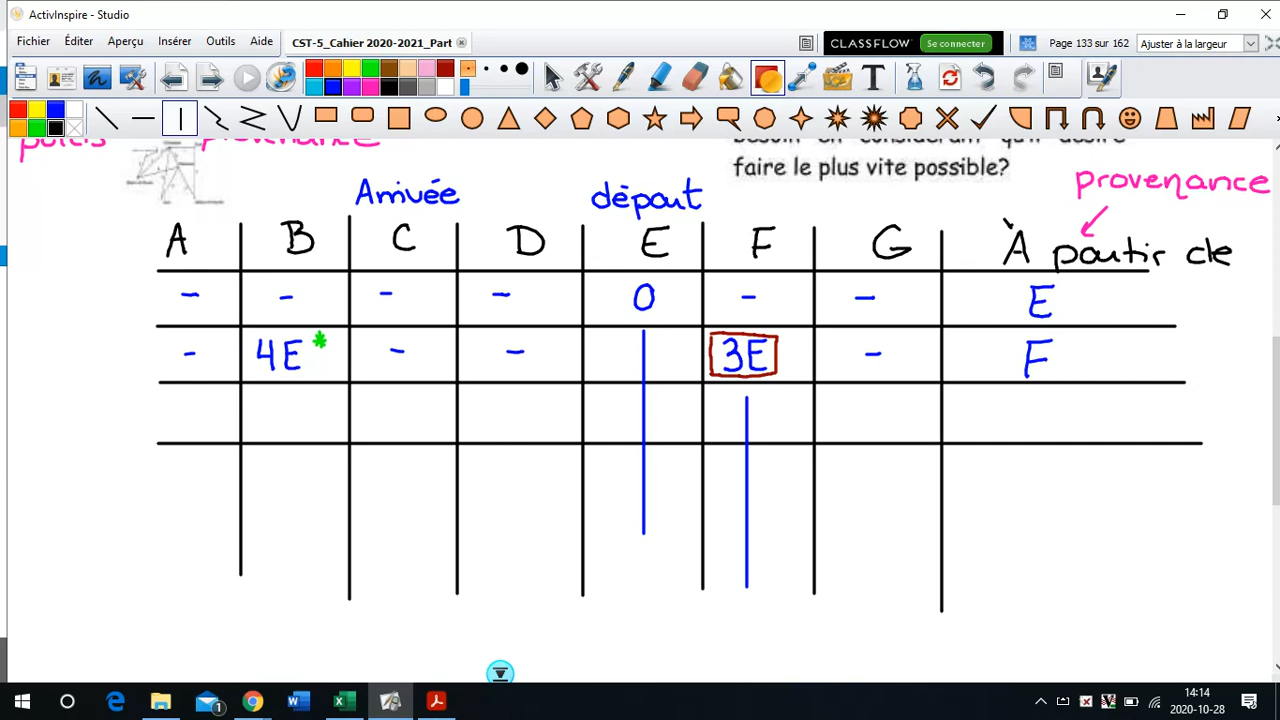 ActivInspire - Studio
Fichier Éditer Aperçu Insérer Outils Aide CST-5_Cahier 2020-2021_Part CLASSFLOW Se connecter Page 133 sur 162 Ajuster à la largeur
provenance
faire le plus vite possible?
provenance
Arrivée départ
A B C D E F G À partir de
- - - - 0 - - E
- 4E* - - 3E - F
14:14
2020-10-28